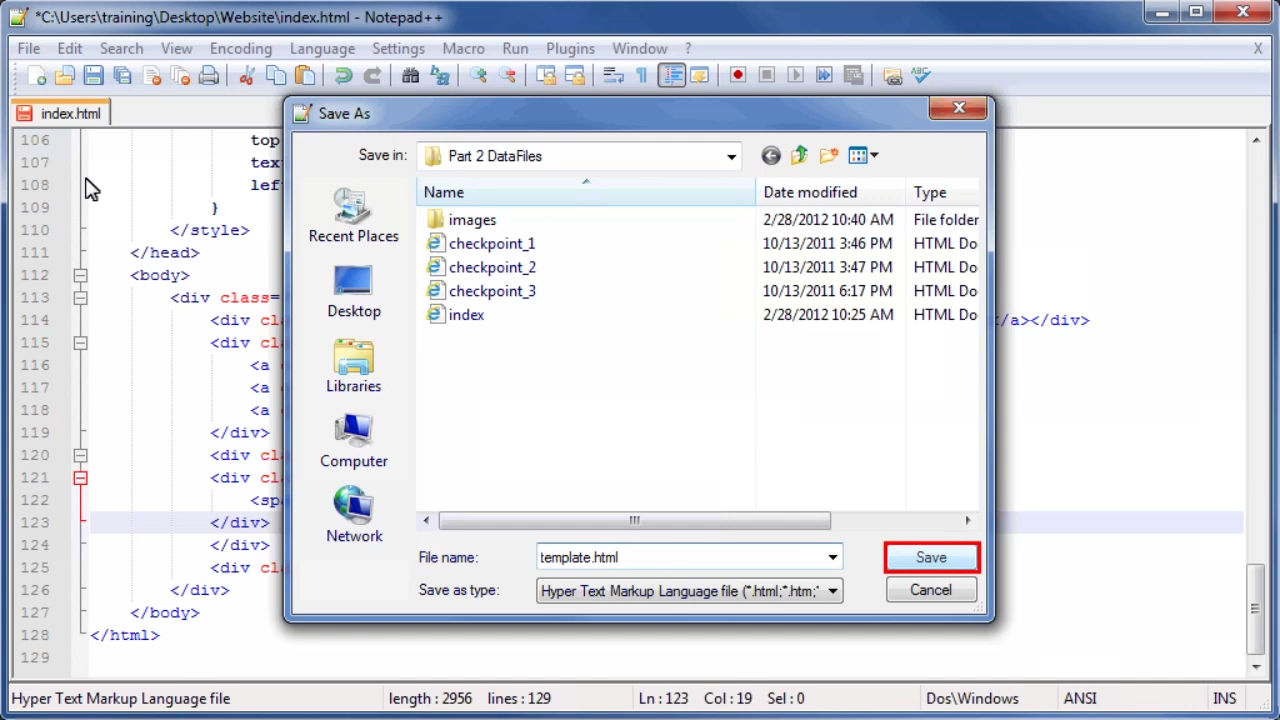 *C:\Users\training\Desktop\Website\index.html - Notepad++
File Edit Search View Encoding Language Settings Macro Run Plugins Window ? X
index.html
Save As
Save in: Part 2 DataFiles
Name Date modified Type
images 2/28/2012 10:40 AM File folder
checkpoint_1 10/13/2011 3:46 PM HTML Do
checkpoint_2 10/13/2011 3:47 PM HTML Do
checkpoint_3 10/13/2011 6:17 PM HTML Do
index 2/28/2012 10:25 AM HTML Do
Recent Places
Desktop
Libraries
Computer
Network
File name: template.html Save
Save as type: Hyper Text Markup Language file (*.html;*.htm;* Cancel
106 top
107 tex
108 lef
109 }
110 </style>
111 </head>
112 <body>
113 <div class=
114 <div cl /a></div>
115 <div cl
116 <a
117 <a
118 <a
119 </div>
120 <div cl
121 <div cl
122 <sp
123 </div>
124 </div>
125 <div cl
126 </div>
127 </body>
128 </html>
129
Hyper Text Markup Language file length : 2956 lines : 129 Ln : 123 Col : 19 Sel : 0 Dos\Windows ANSI INS